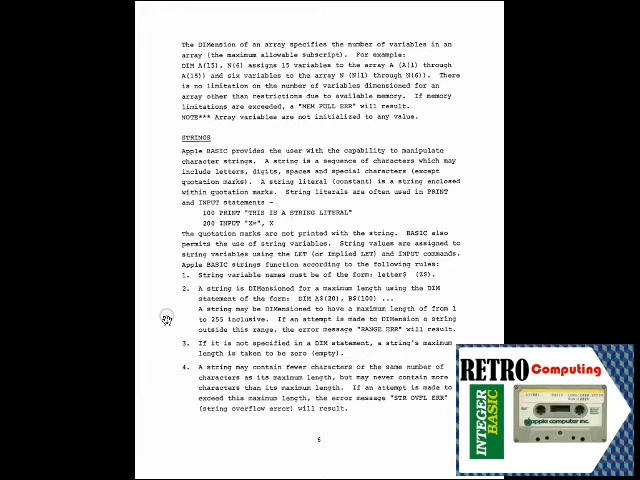 The DIMension of an array specifies the number of variables in an
array (the maximum allowable subscript).  For example:
DIM A(15), N(6) assigns 15 variables to the array A (A(1) through
A(15)) and six variables to the array N (N(1) through N(6)).  There
is no limitation on the number of variables dimensioned for an
array other than restrictions due to available memory.  If memory
limitations are exceeded, a "MEM FULL ERR" will result.
NOTE*** Array variables are not initialized to any value.
STRINGS
Apple BASIC provides the user with the capability to manipulate
character strings.  A string is a sequence of characters which may
include letters, digits, spaces and special characters (except
quotation marks).  A string literal (constant) is a string enclosed
within quotation marks.  String literals are often used in PRINT
and INPUT statements -
100 PRINT "THIS IS A STRING LITERAL"
200 INPUT "X=", X
The quotation marks are not printed with the string.  BASIC also
permits the use of string variables.  String values are assigned to
string variables using the LET (or Implied LET) and INPUT commands.
Apple BASIC strings function according to the following rules:
1.  String variable names must be of the form: letter$  (Z$).
2.  A string is DIMensioned for a maximum length using the DIM
statement of the form:  DIM A$(20), B$(100) ...
A string may be DIMensioned to have a maximum length of from 1
to 255 inclusive.  If an attempt is made to DIMension a string
outside this range, the error message "RANGE ERR" will result.
3.  If it is not specified in a DIM statement, a string's maximum
length is taken to be zero (empty).
4.  A string may contain fewer characters or the same number of
characters as its maximum length, but may never contain more
characters than its maximum length.  If an attempt is made to
exceed this maximum length, the error message "STR OVFL ERR"
(string overflow error) will result.
6
RETRO Computing
INTEGER
BASIC
apple computer inc.